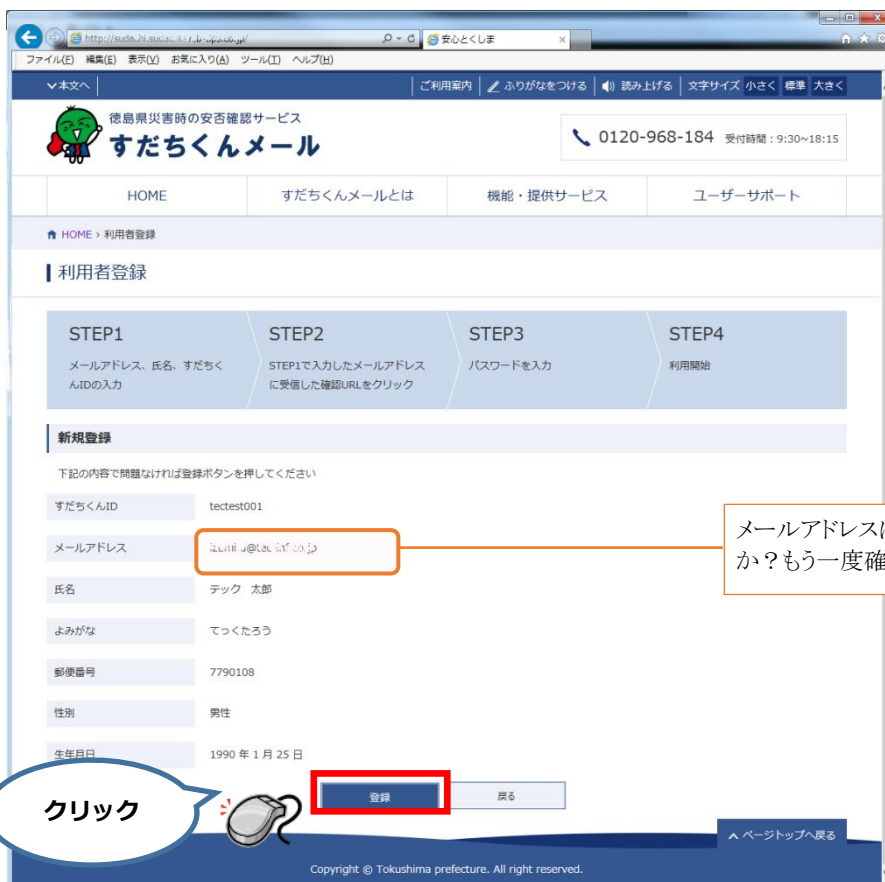 安心とくしま
ファイル(F) 編集(E) 表示(V) お気に入り(A) ツール(T) ヘルプ(H)
本文へ ご利用案内 ふりがなをつける 読み上げる 文字サイズ 小さく 標準 大きく
徳島県災害時の安否確認サービス
すだちくんメール
0120-968-184 受付時間:9:30~18:15
HOME すだちくんメールとは 機能・提供サービス ユーザーサポート
HOME › 利用者登録
利用者登録
STEP1
メールアドレス、氏名、すだちく
んIDの入力
STEP2
STEP1で入力したメールアドレス
に受信した確認URLをクリック
STEP3
パスワードを入力
STEP4
利用開始
新規登録
下記の内容で問題なければ登録ボタンを押してください
すだちくんID tectest001
メールアドレス
メールアドレスは
か?もう一度確
氏名 テック 太郎
よみがな てっくたろう
郵便番号 7790108
性別 男性
生年月日 1990 年 1 月 25 日
クリック
登録 戻る
ページトップへ戻る
Copyright © Tokushima prefecture. All right reserved.